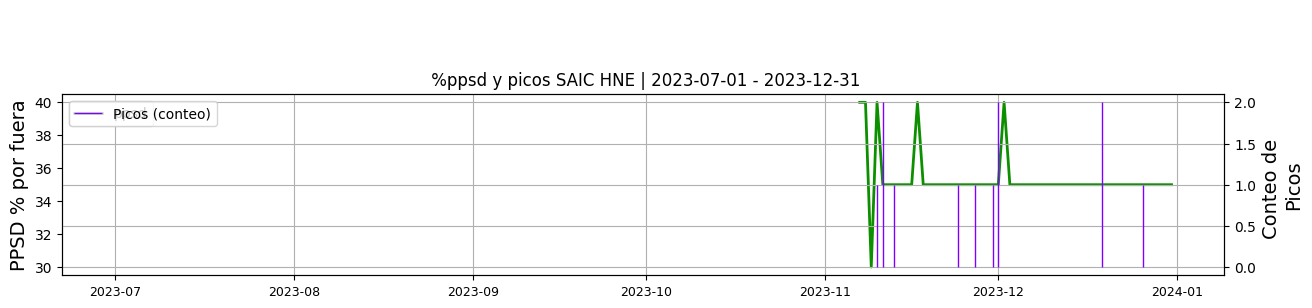 %ppsd y picos SAIC HNE | 2023-07-01 - 2023-12-31
PPSD % por fuera
40
38
36
34
32
30
Picos (conteo)
2.0
1.5
1.0
0.5
0.0
Conteo de
Picos
2023-07 2023-08 2023-09 2023-10 2023-11 2023-12 2024-01